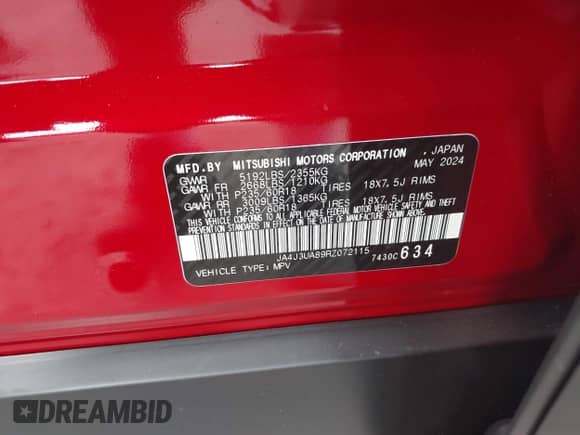 MFD.BY MITSUBISHI MOTORS CORPORATION , JAPAN
GVWR 5192LBS/2355KG MAY 2024
GAWR FR 2668LBS/1210KG
WITH P235/60R18 TIRES 18X7.5J RIMS
GAWR RR 3009LBS/1365KG
WITH P235/60R18 TIRES 18X7.5J RIMS
THIS VEHICLE CONFORMS TO ALL APPLICABLE
FEDERAL MOTOR VEHICLE SAFETY AND THEFT
PREVENTION STANDARDS IN EFFECT ON THE DATE
OF MANUFACTURE SHOWN ABOVE.
JA4J3UA89RZ072115
VEHICLE TYPE: MPV 7430C 634
DREAMBID